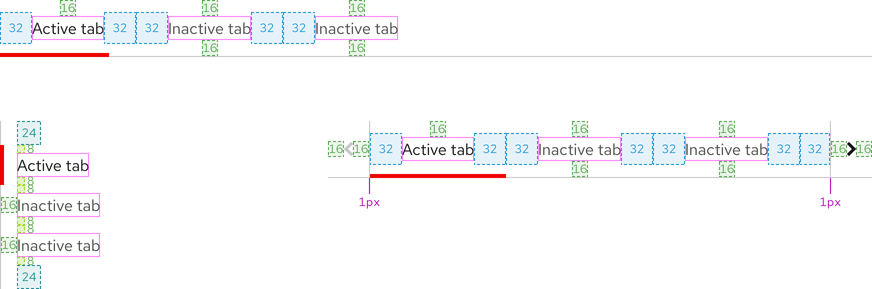 16 16 16
32 Active tab 32 32 Inactive tab 32 32 Inactive tab
16 16
24
8
Active tab
8
16 Inactive tab
8
16 Inactive tab
8
24
16 16 16
16 16 32 Active tab 32 32 Inactive tab 32 32 Inactive tab 32 32 16 16
16 16
1px 1px